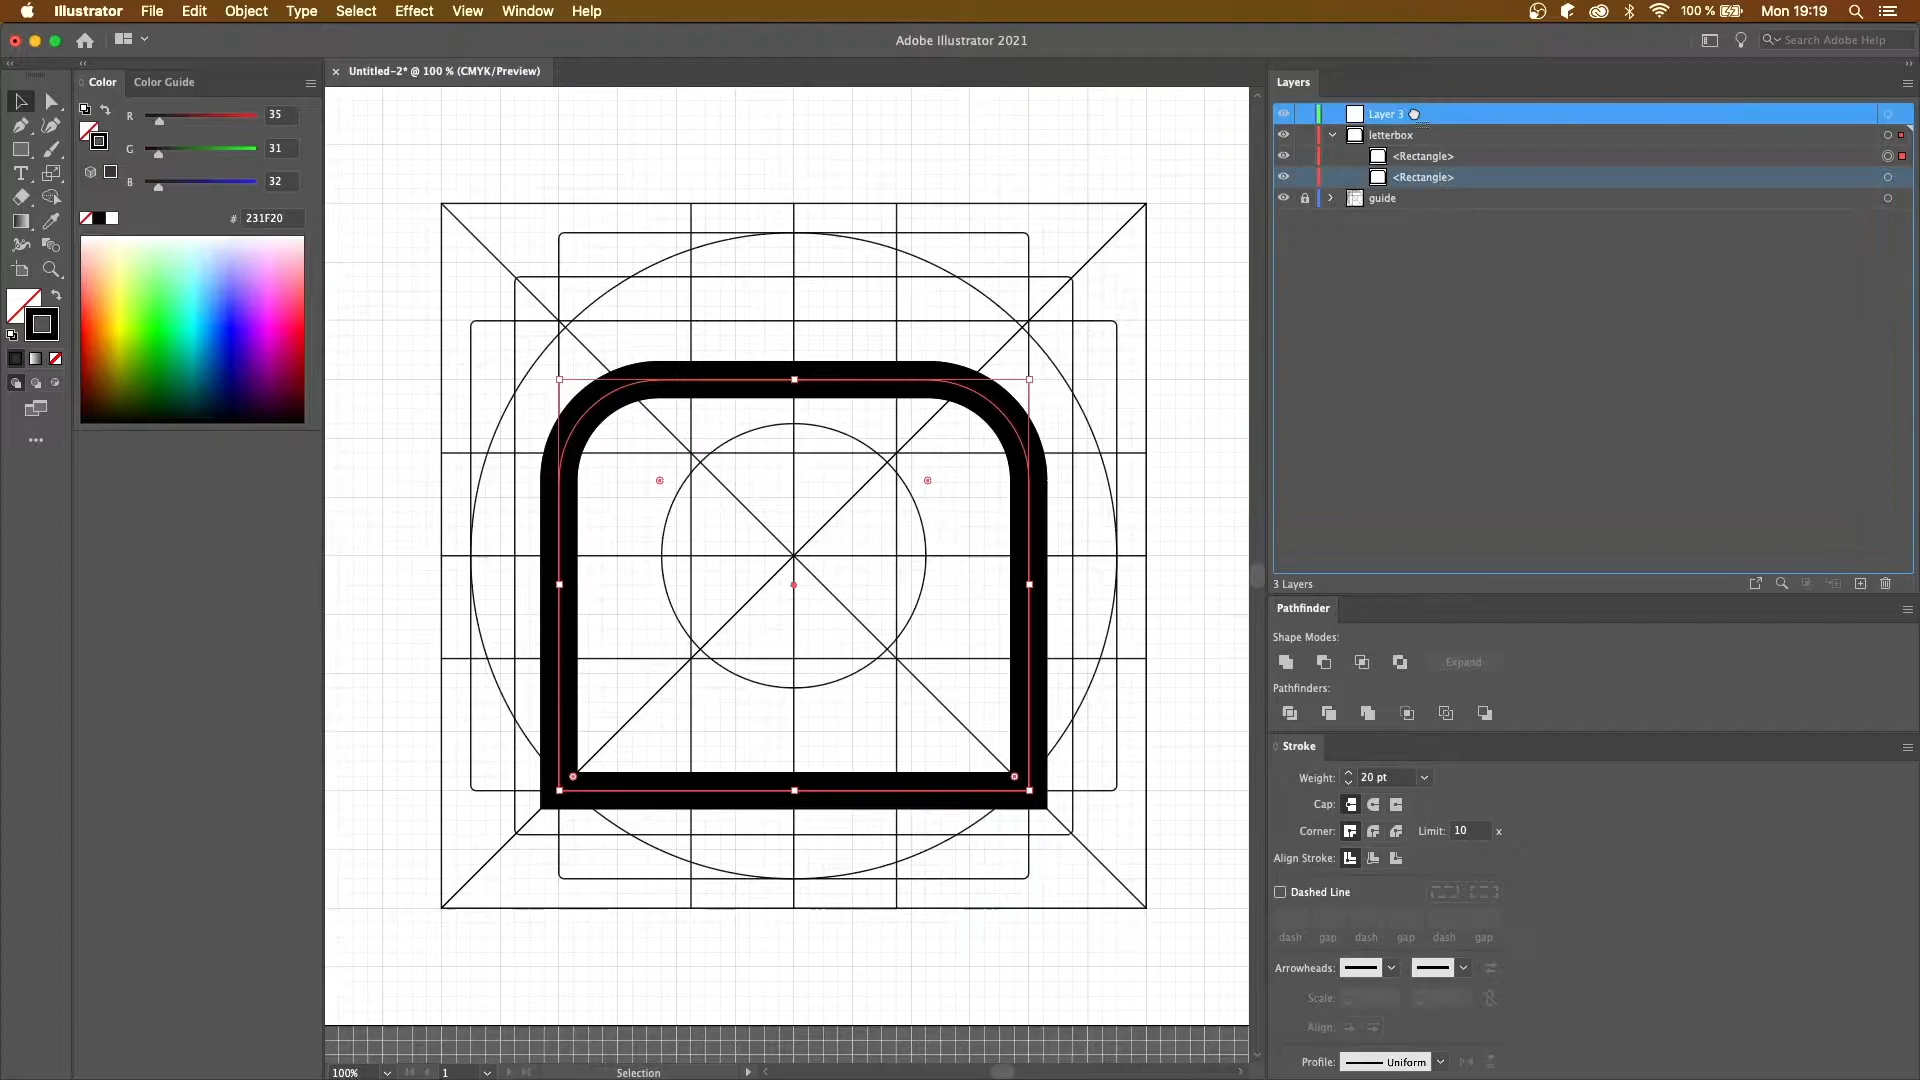 Illustrator File Edit Object Type Select Effect View Window Help
100 % Mon 19:19
Adobe Illustrator 2021
Search Adobe Help
Color Color Guide
Untitled-2* @ 100 % (CMYK/Preview)
Layers
R 35
G 31
B 32
# 231F20
Layer 3
letterbox
<Rectangle>
<Rectangle>
guide
3 Layers
Pathfinder
Shape Modes:
Expand
Pathfinders:
Stroke
Weight: 20 pt
Cap:
Corner: Limit: 10 x
Align Stroke:
Dashed Line
dash gap dash gap dash gap
Arrowheads:
Scale:
Align:
Profile: Uniform
100% 1 Selection